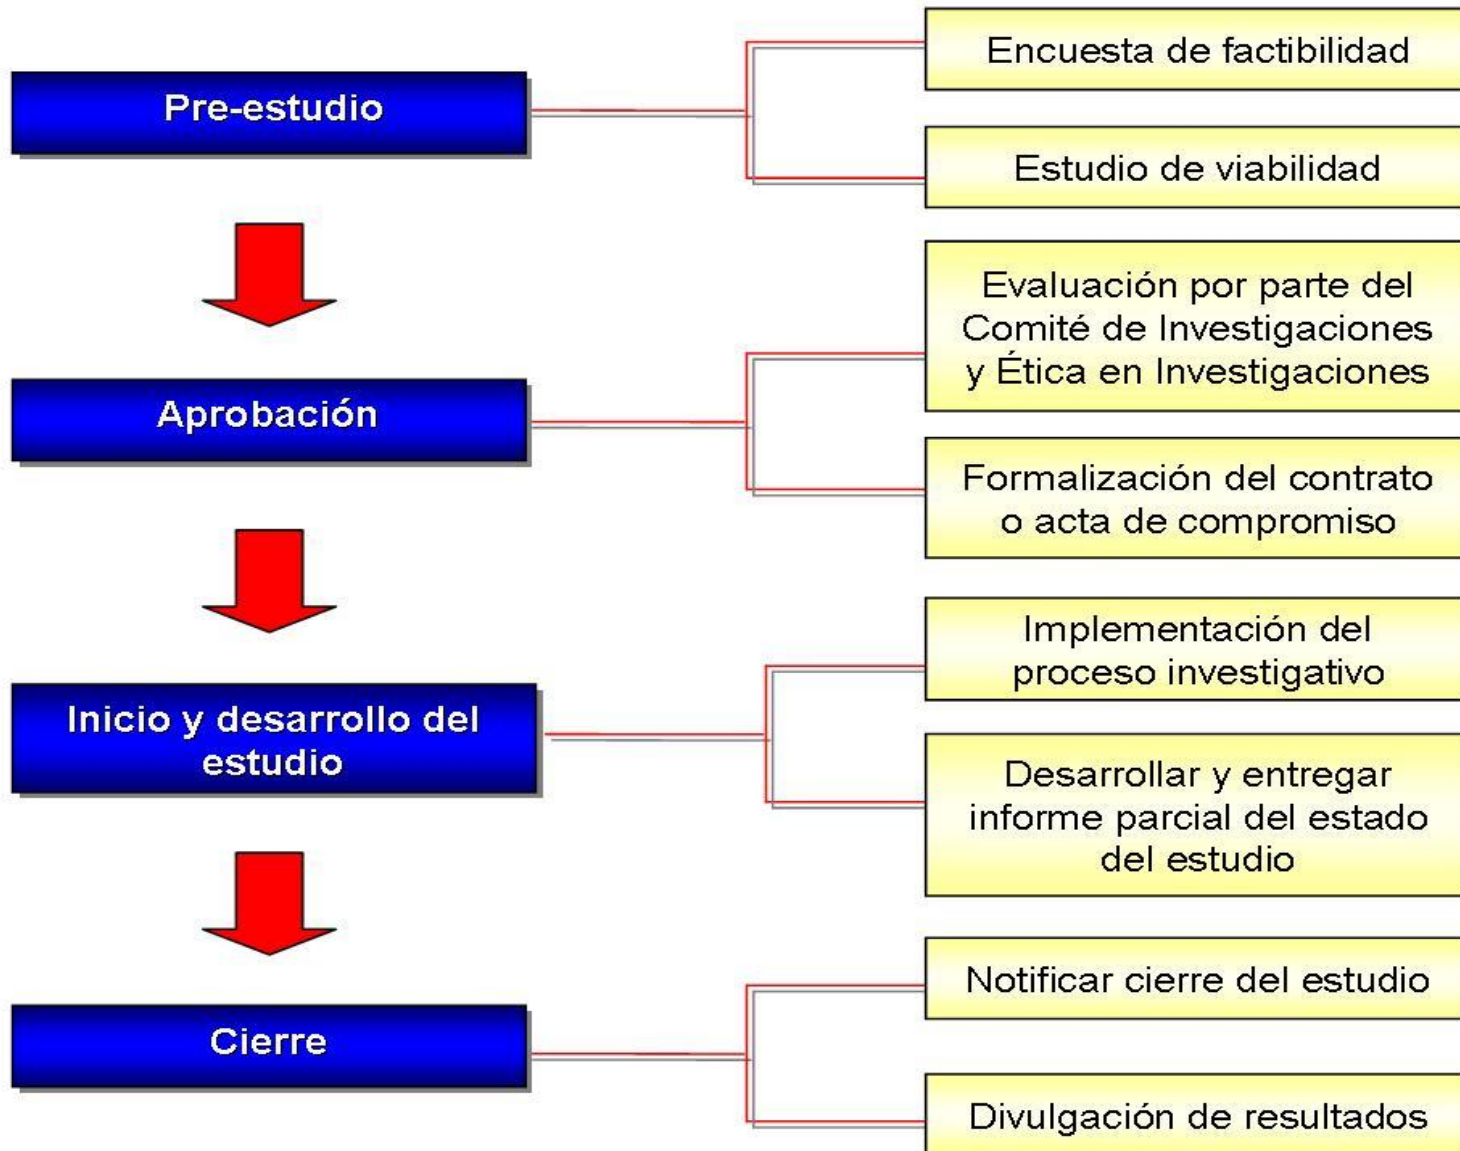 Pre-estudio
Encuesta de factibilidad
Estudio de viabilidad
Aprobación
Evaluación por parte del
Comité de Investigaciones
y Ética en Investigaciones
Formalización del contrato
o acta de compromiso
Inicio y desarrollo del
estudio
Implementación del
proceso investigativo
Desarrollar y entregar
informe parcial del estado
del estudio
Cierre
Notificar cierre del estudio
Divulgación de resultados